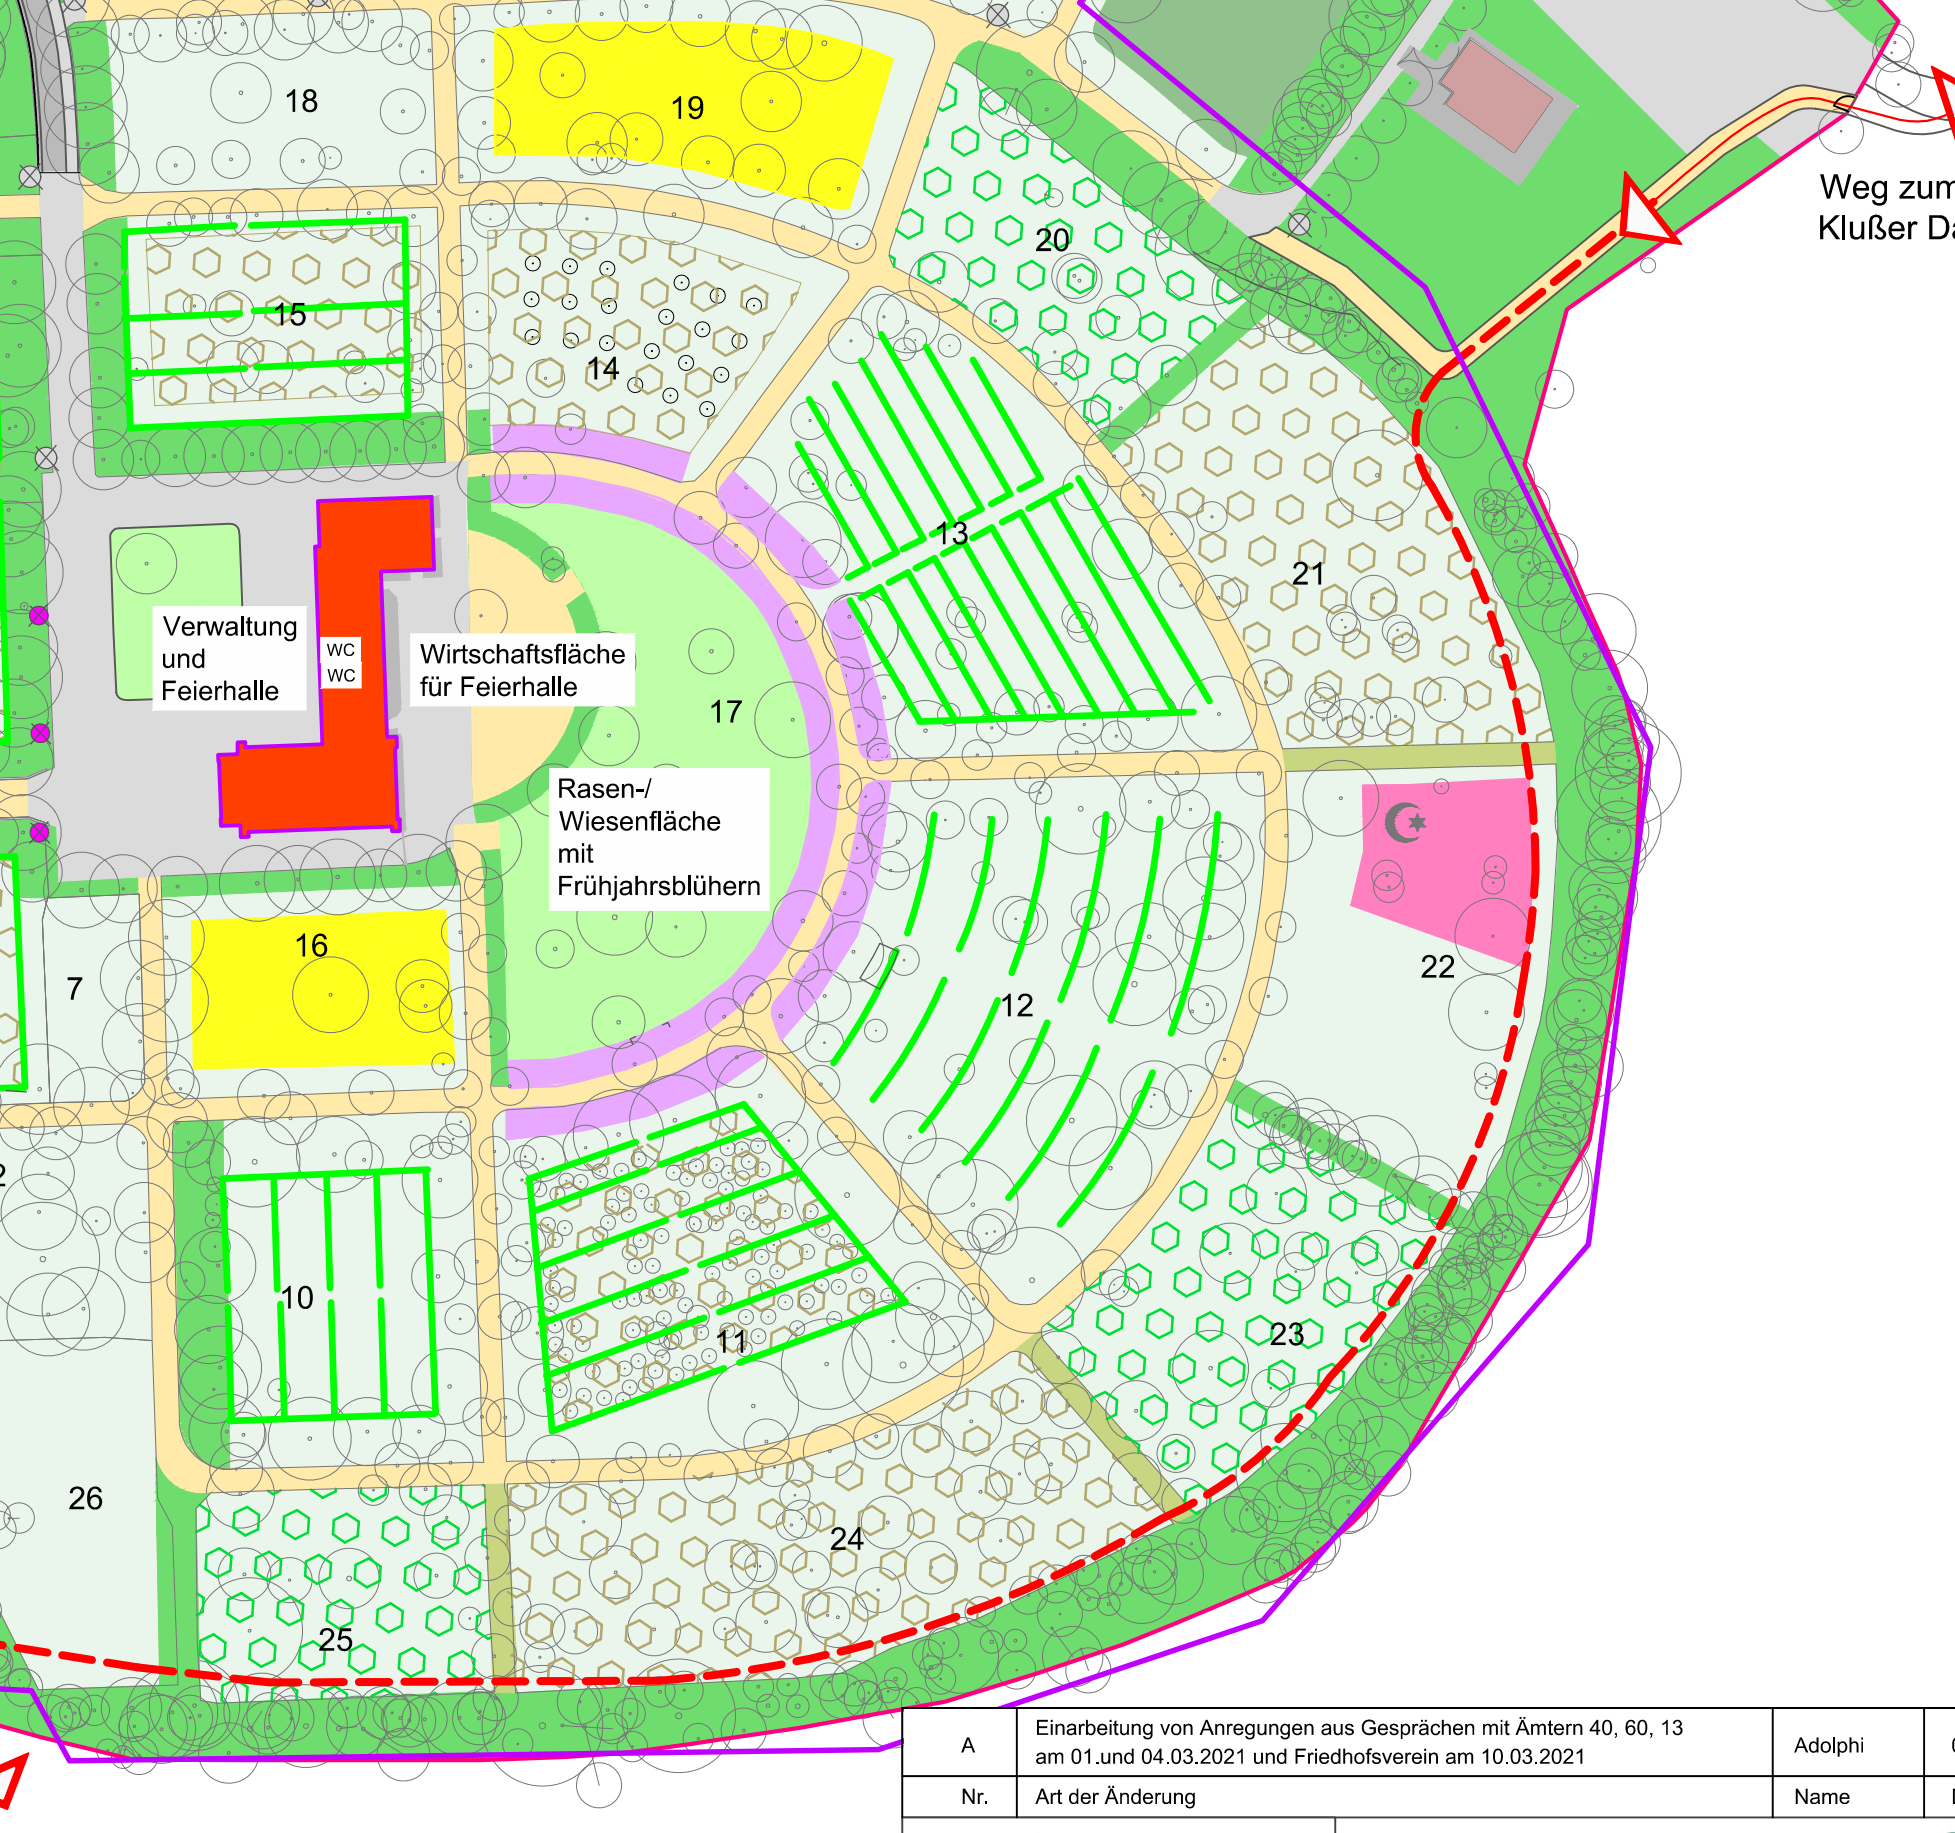 18
19
Weg zum
Klußer Da
20
15
14
13
21
Verwaltung
und
Feierhalle
WC
WC
Wirtschaftsfläche
für Feierhalle
17
Rasen-/
Wiesenfläche
mit
Frühjahrsblühern
16
7
22
12
10
11
23
26
24
25
A
Einarbeitung von Anregungen aus Gesprächen mit Ämtern 40, 60, 13
am 01.und 04.03.2021 und Friedhofsverein am 10.03.2021
Adolphi
Nr.
Art der Änderung
Name